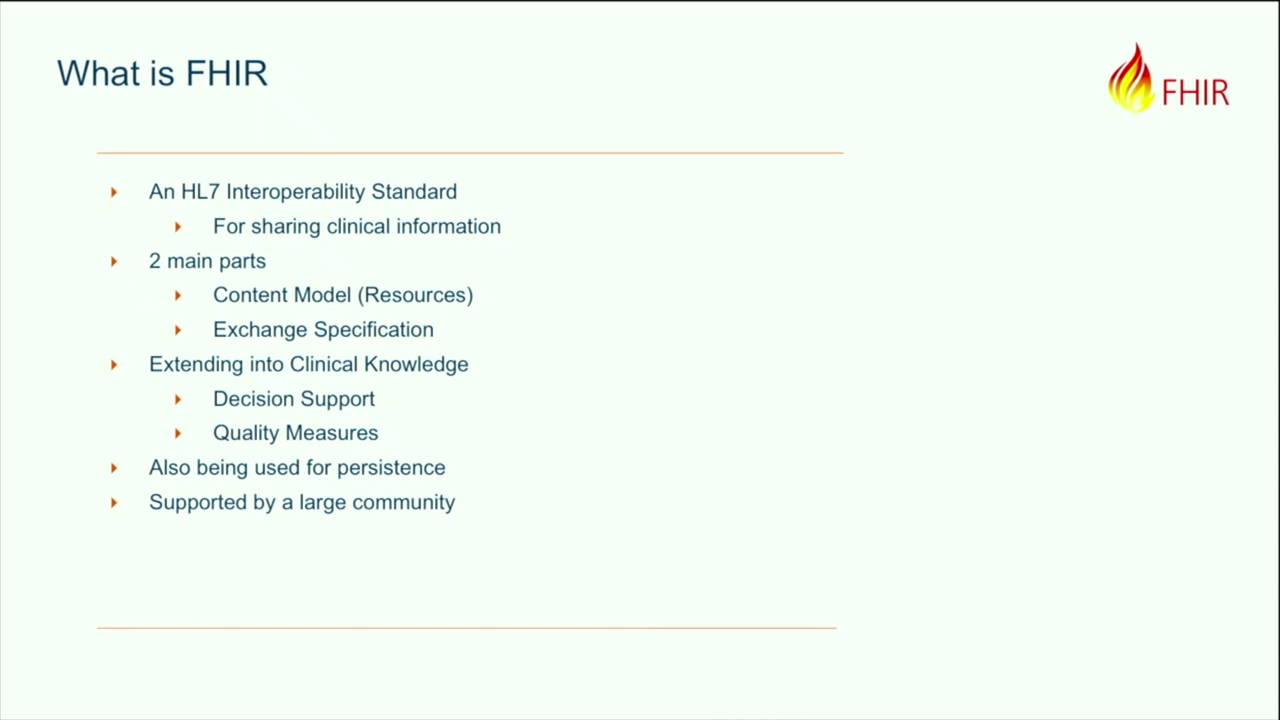 What is FHIR
FHIR
An HL7 Interoperability Standard
For sharing clinical information
2 main parts
Content Model (Resources)
Exchange Specification
Extending into Clinical Knowledge
Decision Support
Quality Measures
Also being used for persistence
Supported by a large community